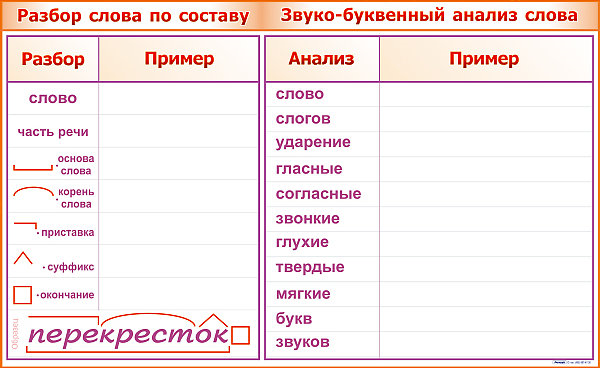 Разбор слова по составу
Разбор
Пример
слово
часть речи
основа
слова
корень
слова
приставка
суффикс
окончание
образец
перекресток
Звуко-буквенный анализ слова
Анализ
Пример
слово
слогов
ударение
гласные
согласные
звонкие
глухие
твердые
мягкие
букв
звуков